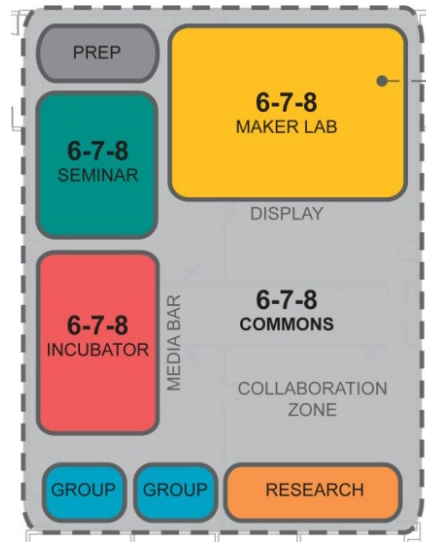 PREP
6-7-8
MAKER LAB
6-7-8
SEMINAR
DISPLAY
6-7-8
INCUBATOR
MEDIA BAR
6-7-8
COMMONS
COLLABORATION
ZONE
GROUP
GROUP
RESEARCH